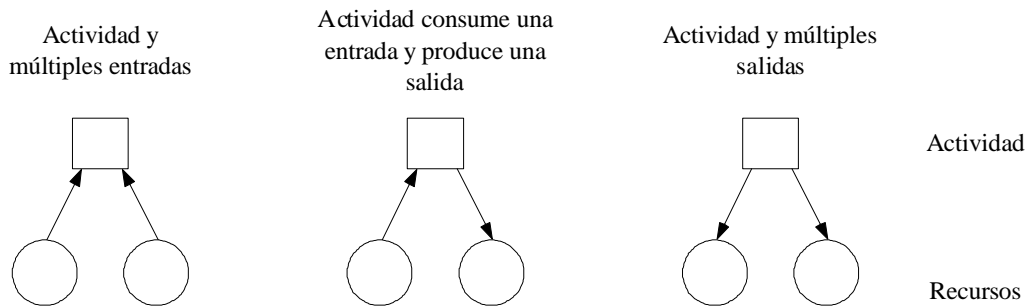 Actividad y
múltiples entradas
Actividad consume una
entrada y produce una
salida
Actividad y múltiples
salidas
Actividad
Recursos